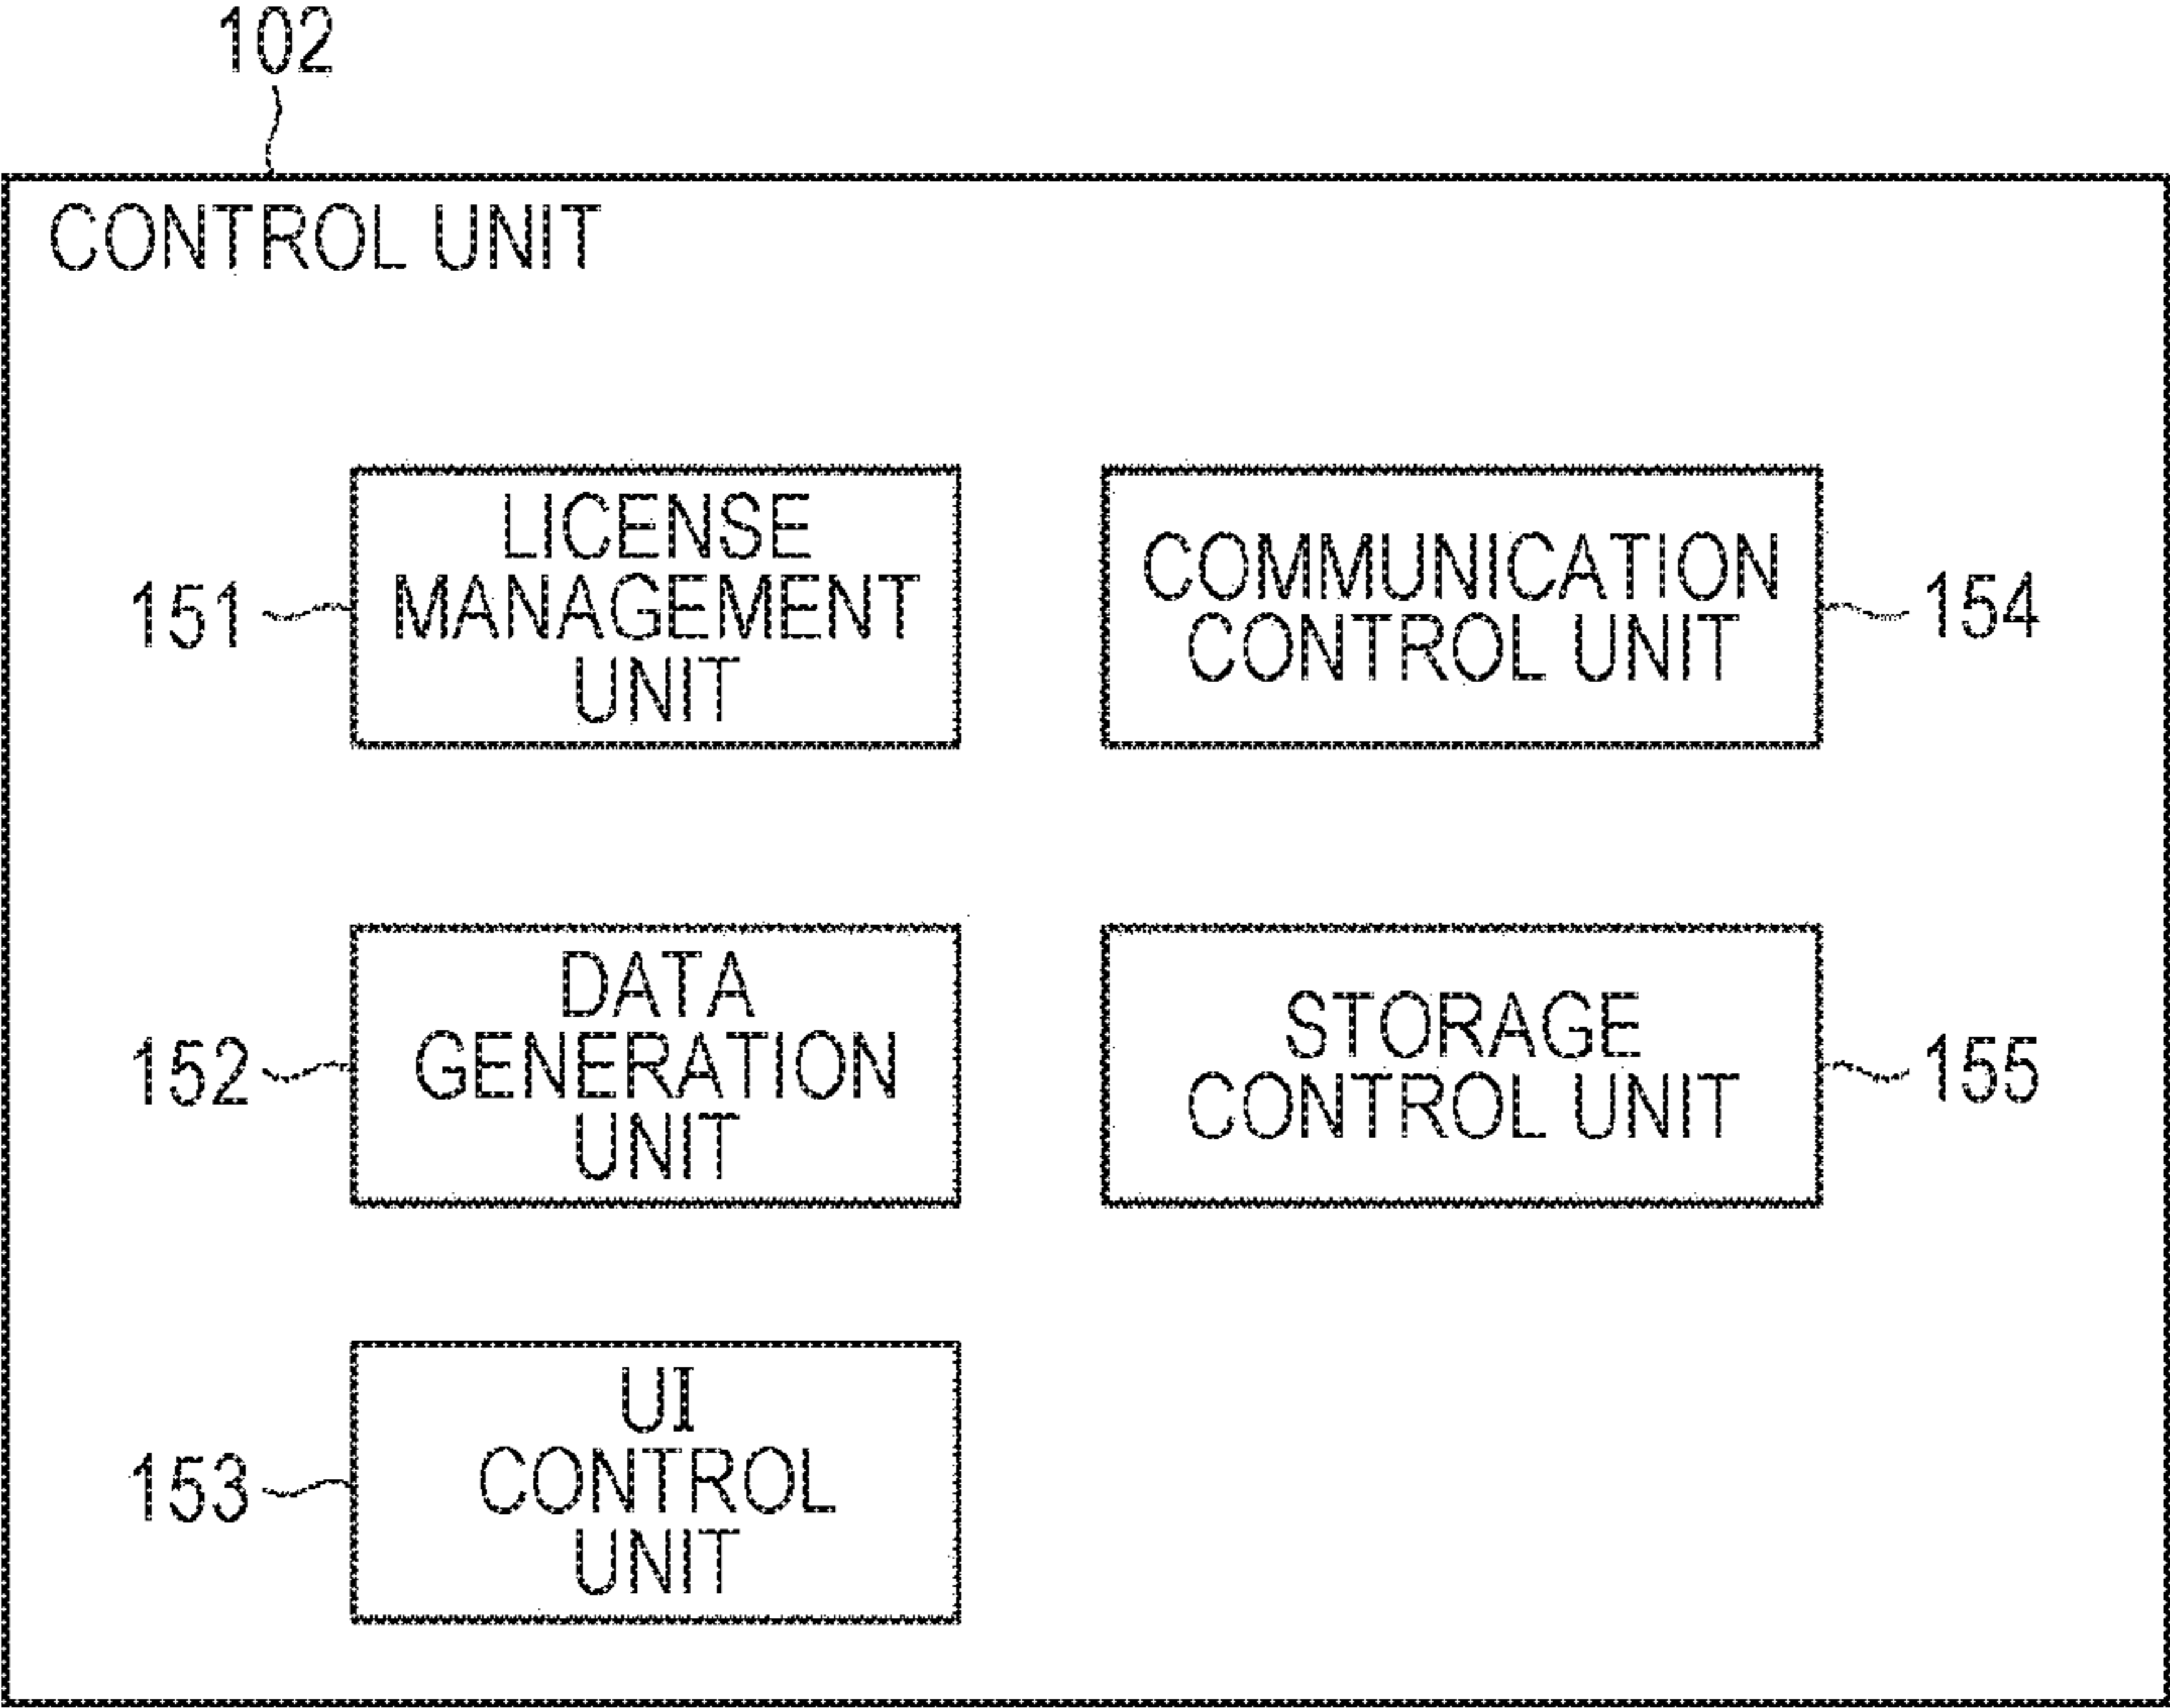 102
CONTROL UNIT
LICENSE
MANAGEMENT
UNIT
151
COMMUNICATION
CONTROL UNIT
154
DATA
GENERATION
UNIT
152
STORAGE
CONTROL UNIT
155
UI
CONTROL
UNIT
153